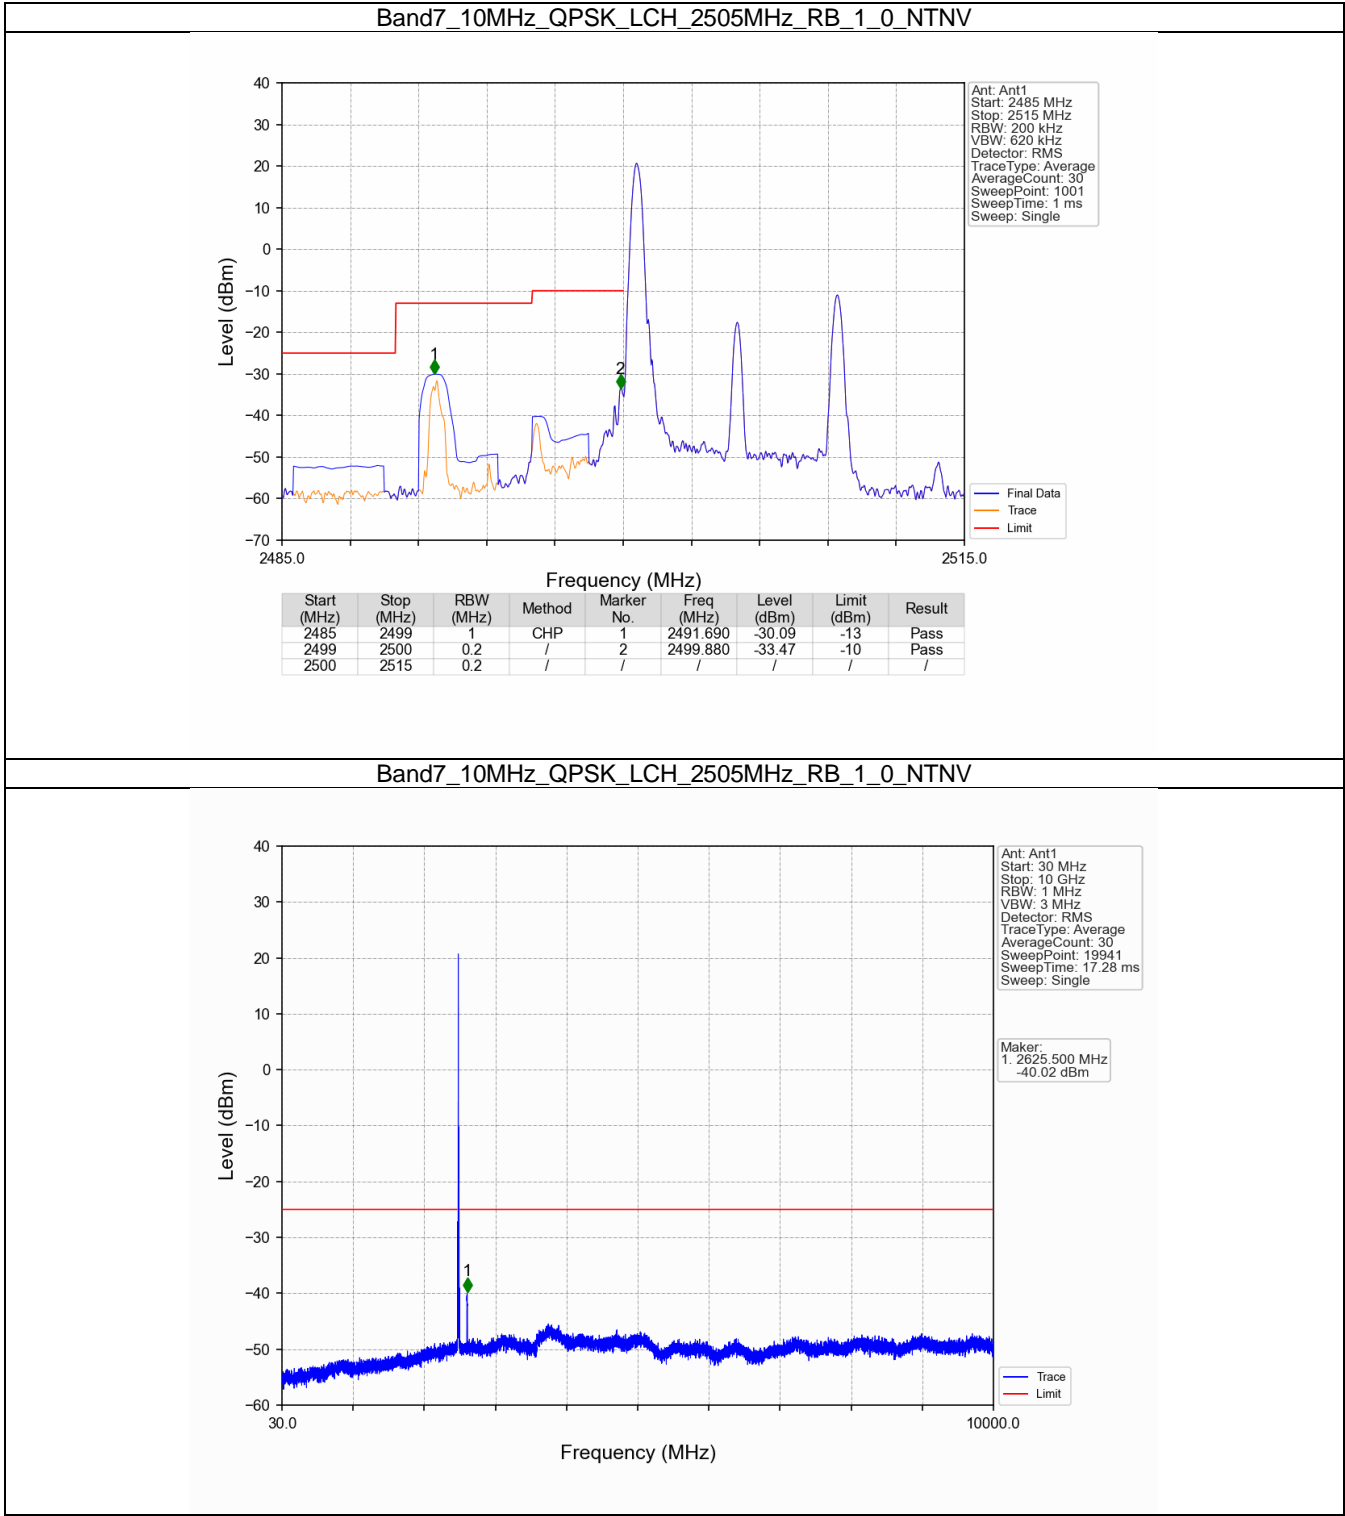 Band7_10MHz_QPSK_LCH_2505MHz_RB_1_0_NTNV
40
30
20
10
0
−10
−20
−30
−40
−50
−60
−70
Level (dBm)
1
2
2485.0
2515.0
Frequency (MHz)
Ant: Ant1
Start: 2485 MHz
Stop: 2515 MHz
RBW: 200 kHz
VBW: 620 kHz
Detector: RMS
TraceType: Average
AverageCount: 30
SweepPoint: 1001
SweepTime: 1 ms
Sweep: Single
Final Data
Trace
Limit
Start (MHz) Stop (MHz) RBW (MHz) Method Marker No. Freq (MHz) Level (dBm) Limit (dBm) Result
2485 2499 1 CHP 1 2491.690 -30.09 -13 Pass
2499 2500 0.2 / 2 2499.880 -33.47 -10 Pass
2500 2515 0.2 / / / / / /
Band7_10MHz_QPSK_LCH_2505MHz_RB_1_0_NTNV
40
30
20
10
0
−10
−20
−30
−40
−50
−60
Level (dBm)
1
30.0
10000.0
Frequency (MHz)
Ant: Ant1
Start: 30 MHz
Stop: 10 GHz
RBW: 1 MHz
VBW: 3 MHz
Detector: RMS
TraceType: Average
AverageCount: 30
SweepPoint: 19941
SweepTime: 17.28 ms
Sweep: Single
Maker:
1. 2625.500 MHz
-40.02 dBm
Trace
Limit